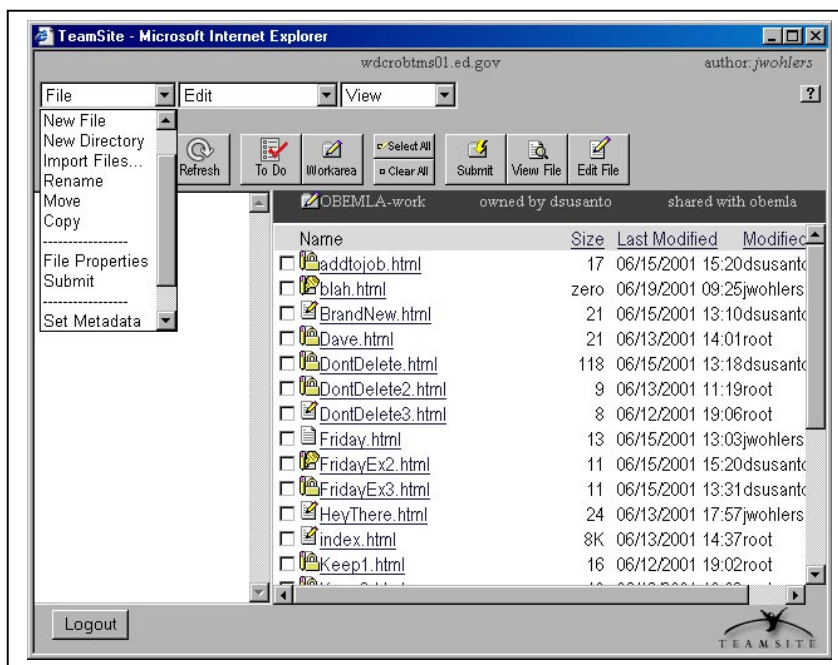 TeamSite - Microsoft Internet Explorer
wdcrobtms01.ed.gov author: jwohlers
File Edit View ?
New File
New Directory
Import Files...
Rename
Move
Copy
-----------------
File Properties
Submit
-----------------
Set Metadata
Refresh To Do Workarea Select All Clear All Submit View File Edit File
OBEMLA-work owned by dsusanto shared with obemla
Name Size Last Modified Modified
addtojob.html 17 06/15/2001 15:20 dsusanto
blah.html zero 06/19/2001 09:25 jwohlers
BrandNew.html 21 06/15/2001 13:10 dsusanto
Dave.html 21 06/13/2001 14:01 root
DontDelete.html 118 06/15/2001 13:18 dsusanto
DontDelete2.html 9 06/13/2001 11:19 root
DontDelete3.html 8 06/12/2001 19:06 root
Friday.html 13 06/15/2001 13:03 jwohlers
FridayEx2.html 11 06/15/2001 15:20 dsusanto
FridayEx3.html 11 06/15/2001 13:31 dsusanto
HeyThere.html 24 06/13/2001 17:57 jwohlers
index.html 8K 06/13/2001 14:37 root
Keep1.html 16 06/12/2001 19:02 root
Logout
TEAMSITE